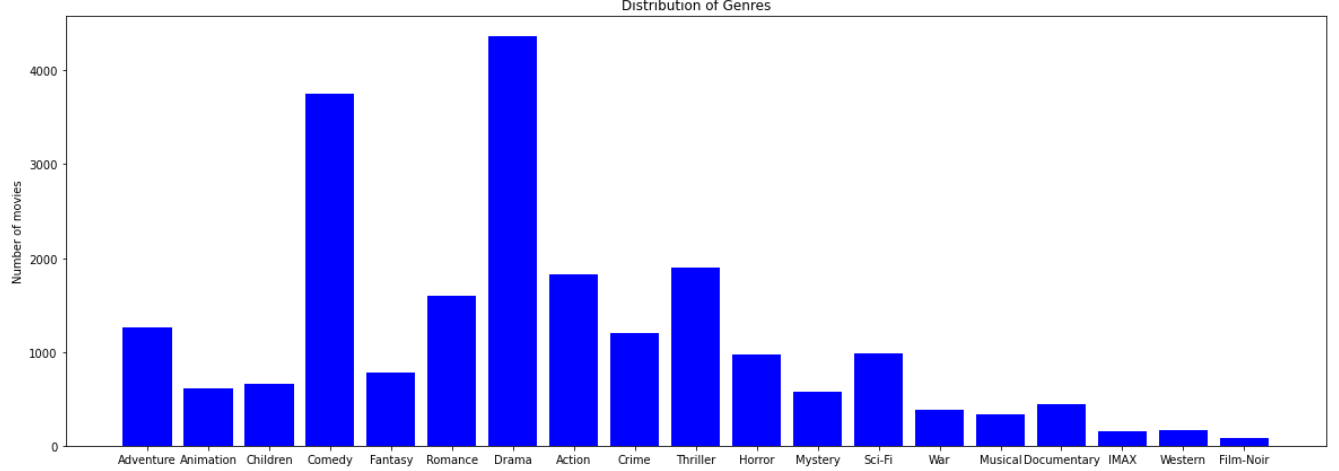 Distribution of Genres
Number of movies
4000
3000
2000
1000
0
Adventure Animation Children Comedy Fantasy Romance Drama Action Crime Thriller Horror Mystery Sci-Fi War Musical Documentary IMAX Western Film-Noir